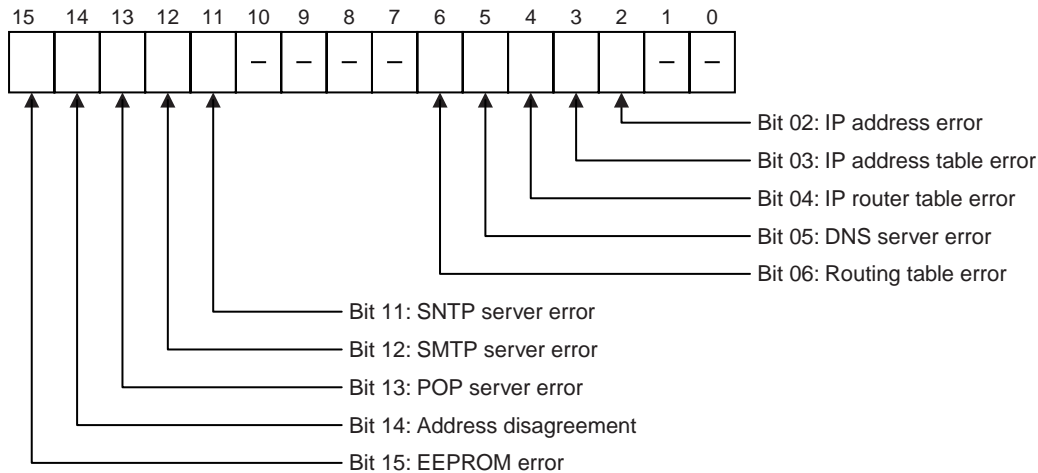 15 14 13 12 11 10 9 8 7 6 5 4 3 2 1 0
– – – – – –
Bit 02: IP address error
Bit 03: IP address table error
Bit 04: IP router table error
Bit 05: DNS server error
Bit 06: Routing table error
Bit 11: SNTP server error
Bit 12: SMTP server error
Bit 13: POP server error
Bit 14: Address disagreement
Bit 15: EEPROM error